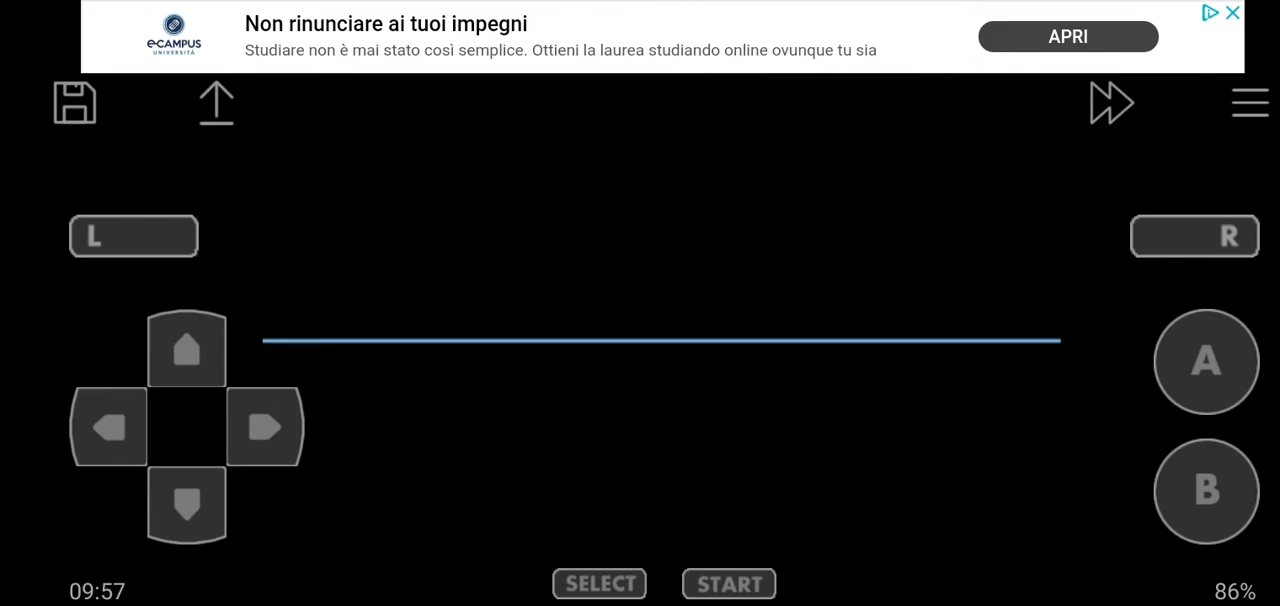 Non rinunciare ai tuoi impegni
e-CAMPUS
UNIVERSITÀ
Studiare non è mai stato così semplice. Ottieni la laurea studiando online ovunque tu sia
APRI
L
R
A
B
SELECT
START
09:57
86%